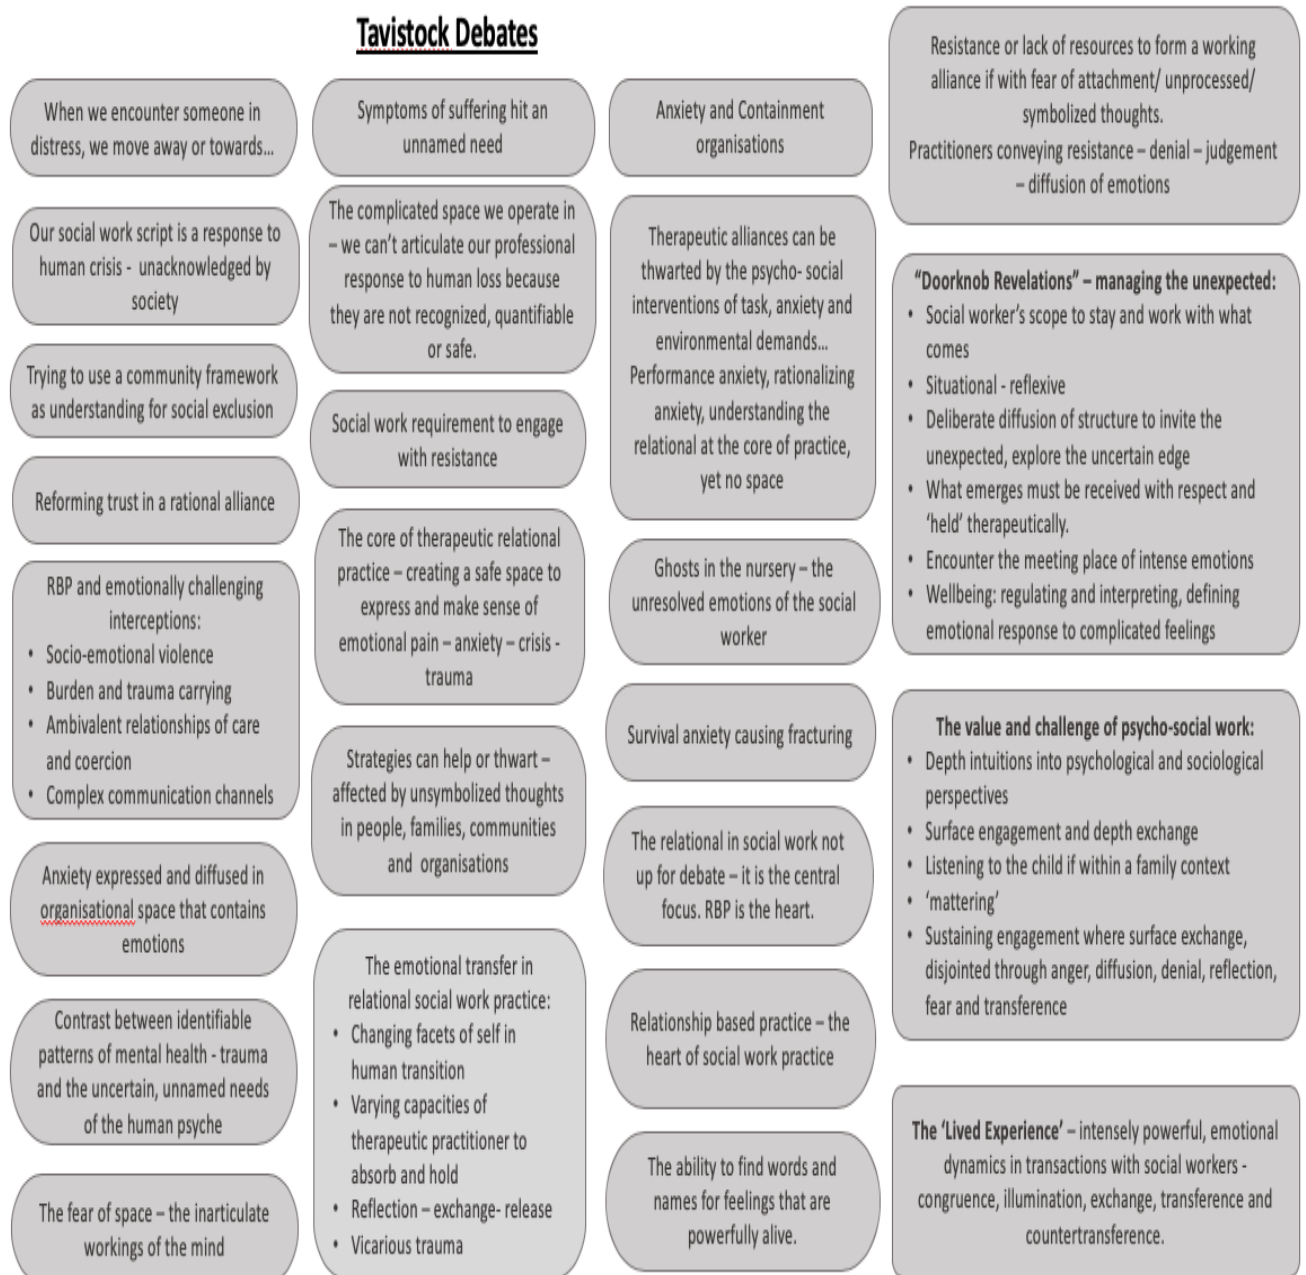 Tavistock Debates
When we encounter someone in
distress, we move away or towards...
Our social work script is a response to
human crisis - unacknowledged by
society
Trying to use a community framework
as understanding for social exclusion
Reforming trust in a rational alliance
RBP and emotionally challenging
interceptions:
• Socio-emotional violence
• Burden and trauma carrying
• Ambivalent relationships of care
and coercion
• Complex communication channels
Anxiety expressed and diffused in
organisational space that contains
emotions
Contrast between identifiable
patterns of mental health - trauma
and the uncertain, unnamed needs
of the human psyche
The fear of space – the inarticulate
workings of the mind
Symptoms of suffering hit an
unnamed need
The complicated space we operate in
– we can't articulate our professional
response to human loss because
they are not recognized, quantifiable
or safe.
Social work requirement to engage
with resistance
The core of therapeutic relational
practice – creating a safe space to
express and make sense of
emotional pain – anxiety – crisis -
trauma
Strategies can help or thwart –
affected by unsymbolized thoughts
in people, families, communities
and organisations
The emotional transfer in
relational social work practice:
• Changing facets of self in
human transition
• Varying capacities of
therapeutic practitioner to
absorb and hold
• Reflection – exchange- release
• Vicarious trauma
Anxiety and Containment
organisations
Therapeutic alliances can be
thwarted by the psycho- social
interventions of task, anxiety and
environmental demands...
Performance anxiety, rationalizing
anxiety, understanding the
relational at the core of practice,
yet no space
Ghosts in the nursery – the
unresolved emotions of the social
worker
Survival anxiety causing fracturing
The relational in social work not
up for debate – it is the central
focus. RBP is the heart.
Relationship based practice – the
heart of social work practice
The ability to find words and
names for feelings that are
powerfully alive.
Resistance or lack of resources to form a working
alliance if with fear of attachment/ unprocessed/
symbolized thoughts.
Practitioners conveying resistance – denial – judgement
– diffusion of emotions
“Doorknob Revelations” – managing the unexpected:
• Social worker's scope to stay and work with what
comes
• Situational - reflexive
• Deliberate diffusion of structure to invite the
unexpected, explore the uncertain edge
• What emerges must be received with respect and
‘held’ therapeutically.
• Encounter the meeting place of intense emotions
• Wellbeing: regulating and interpreting, defining
emotional response to complicated feelings
The value and challenge of psycho-social work:
• Depth intuitions into psychological and sociological
perspectives
• Surface engagement and depth exchange
• Listening to the child if within a family context
• ‘mattering’
• Sustaining engagement where surface exchange,
disjointed through anger, diffusion, denial, reflection,
fear and transference
The ‘Lived Experience’ – intensely powerful, emotional
dynamics in transactions with social workers -
congruence, illumination, exchange, transference and
countertransference.